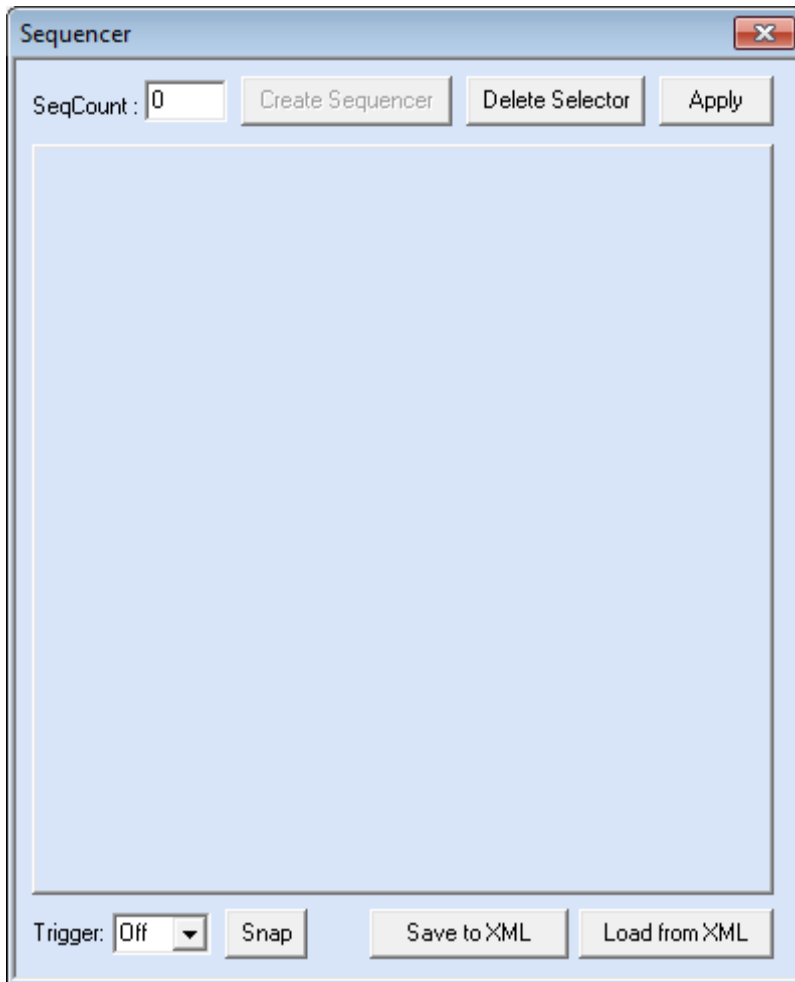 Sequencer
SeqCount : 0 Create Sequencer Delete Selector Apply
Trigger: Off Snap Save to XML Load from XML